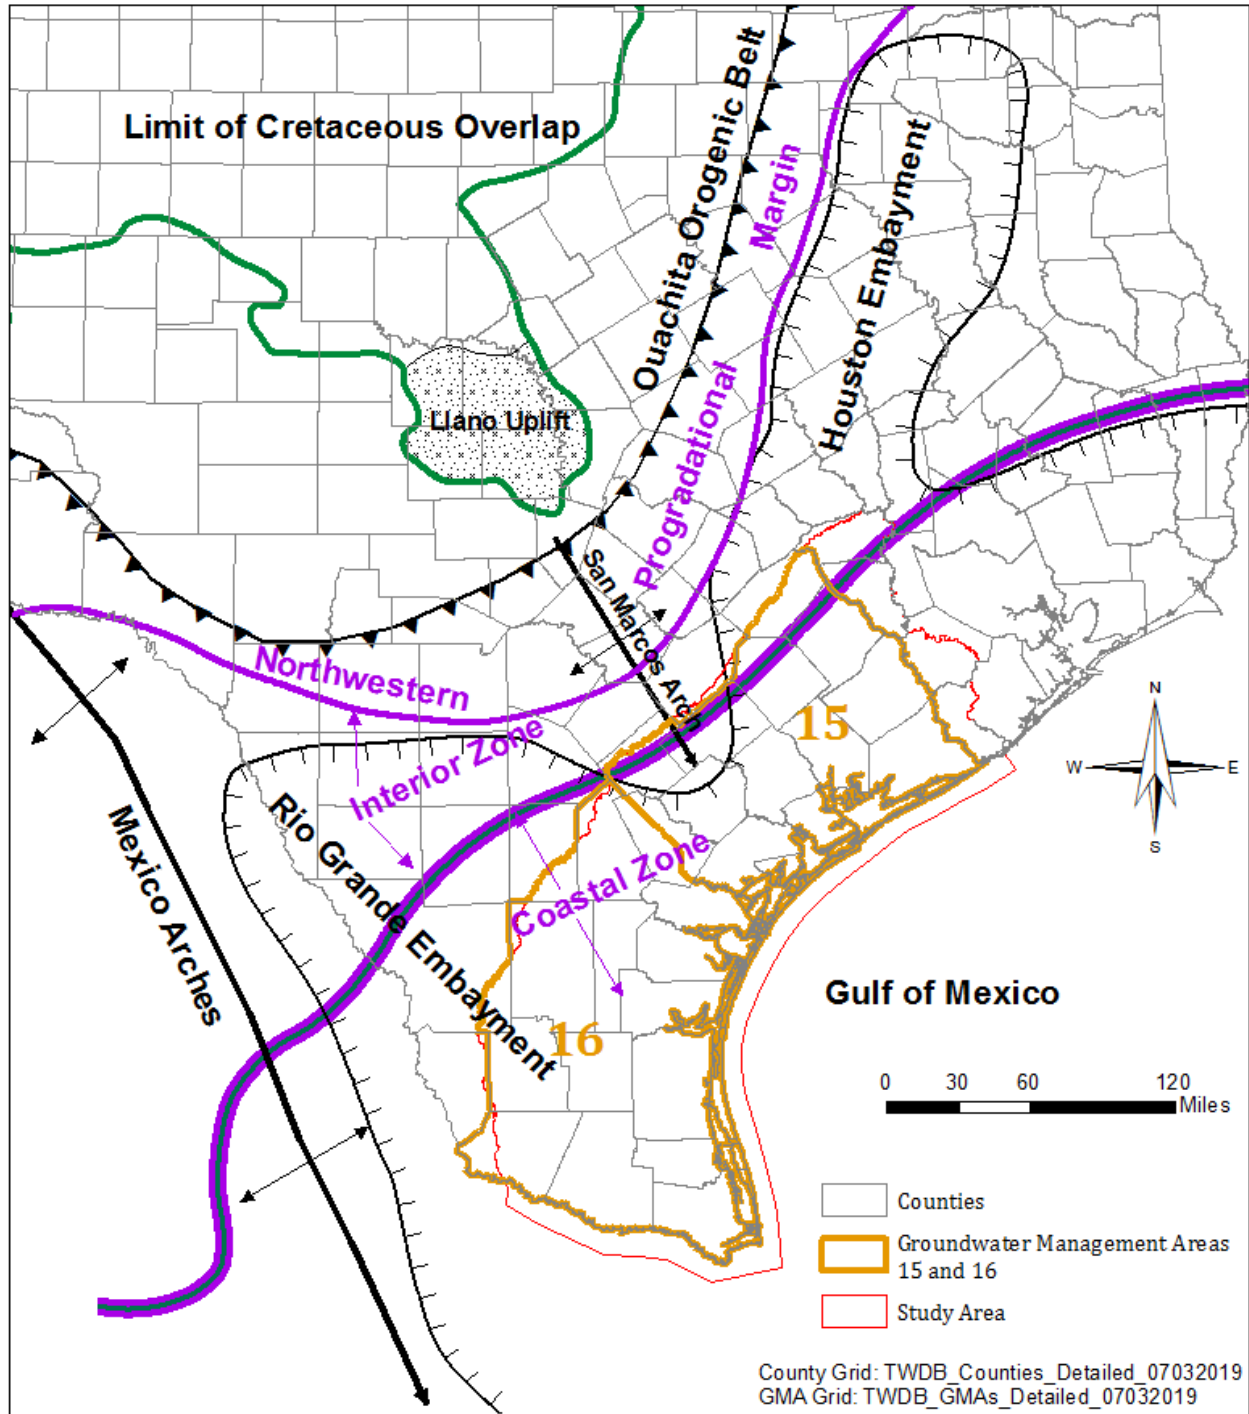 Limit of Cretaceous Overlap
Ouachita Orogenic Belt
Margin
Houston Embayment
Llano Uplift
Progradational
San Marcos Arch
Northwestern
Interior Zone
15
N
W
E
S
Mexico Arches
Rio Grande Embayment
Coastal Zone
Gulf of Mexico
16
0 30 60 120
Miles
Counties
Groundwater Management Areas
15 and 16
Study Area
County Grid: TWDB_Counties_Detailed_07032019
GMA Grid: TWDB_GMAs_Detailed_07032019